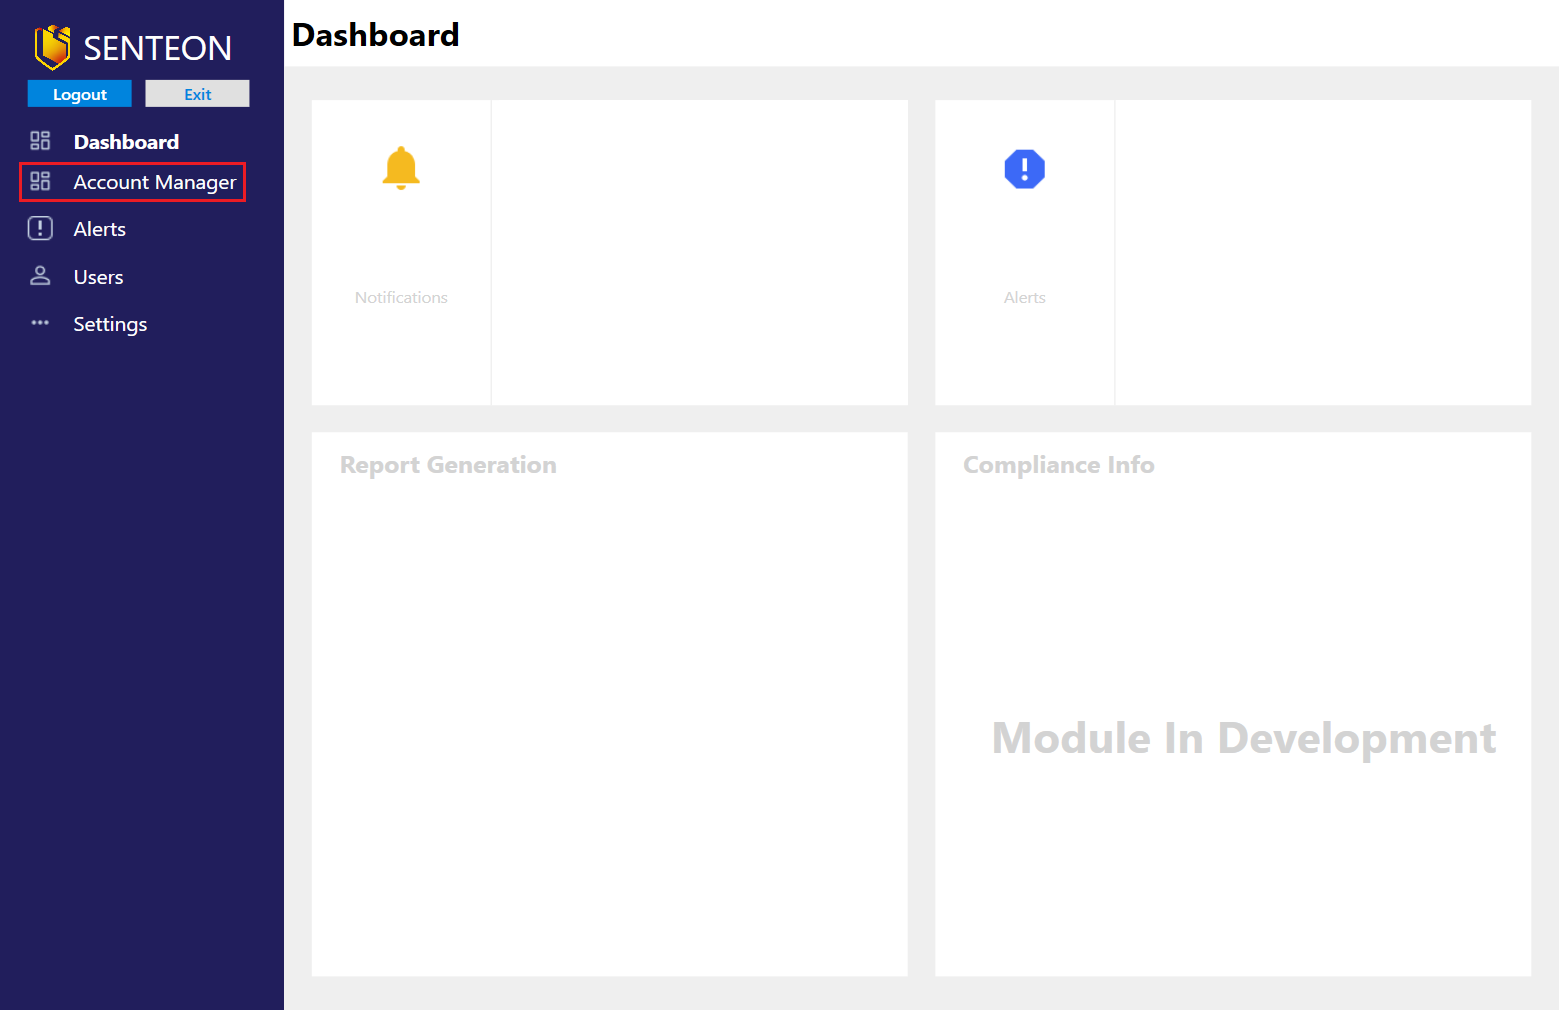 SENTEON
Logout
Exit
Dashboard
Account Manager
Alerts
Users
Settings
Dashboard
Notifications
Alerts
Report Generation
Compliance Info
Module In Development